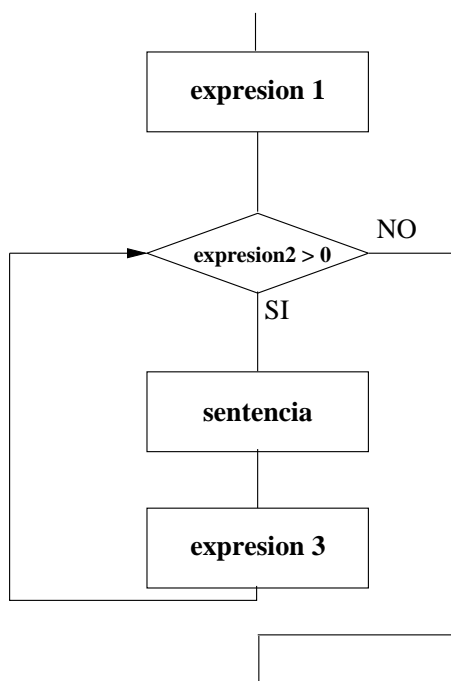 expresion 1
NO
expresion2 > 0
SI
sentencia
expresion 3